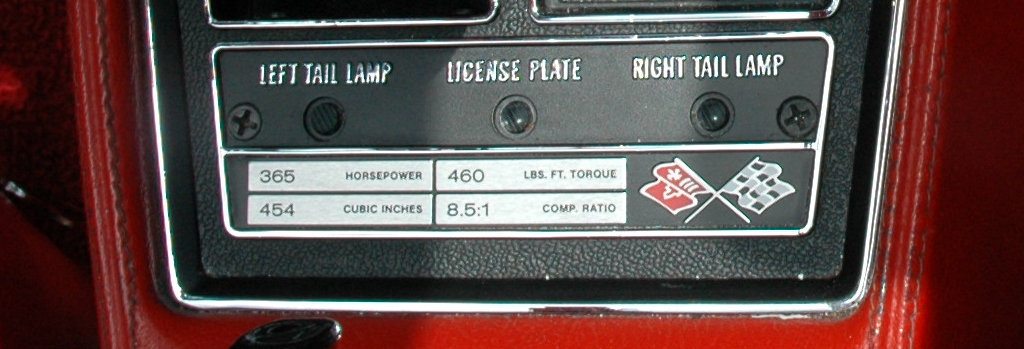 LEFT TAIL LAMP LICENSE PLATE RIGHT TAIL LAMP
365 HORSEPOWER 460 LBS. FT. TORQUE
454 CUBIC INCHES 8.5:1 COMP. RATIO